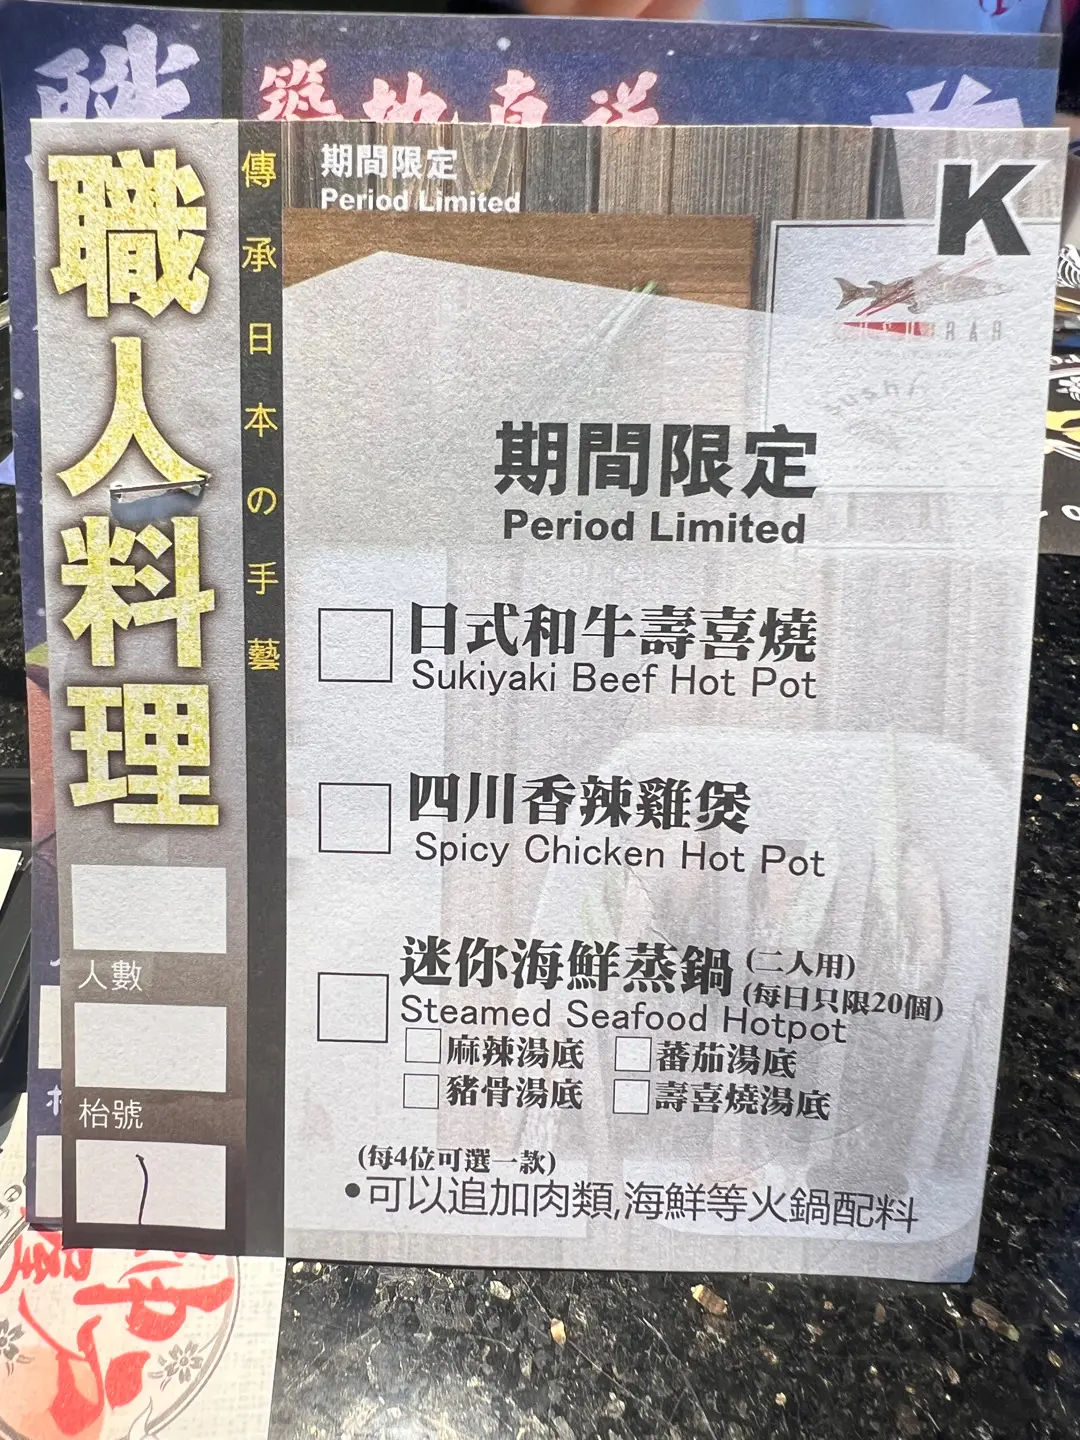 築地直送
職人料理
傳承日本の手藝
期間限定
Period Limited
K
期間限定
Period Limited
日式和牛壽喜燒
Sukiyaki Beef Hot Pot
四川香辣雞煲
Spicy Chicken Hot Pot
迷你海鮮蒸鍋 (二人用)
(每日只限20個)
Steamed Seafood Hotpot
麻辣湯底 蕃茄湯底
豬骨湯底 壽喜燒湯底
(每4位可選一款)
•可以追加肉類,海鮮等火鍋配料
人數
枱號
1